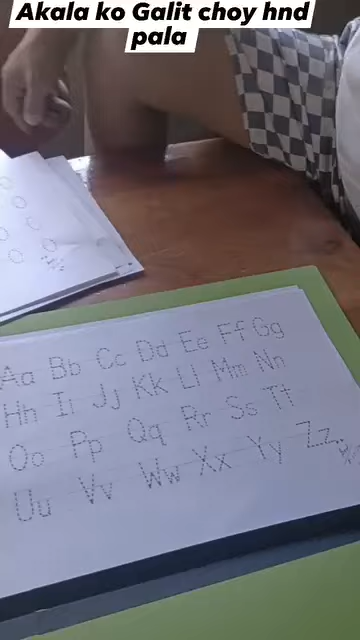 Akala ko Galit choy hnd
pala
Aa Bb Cc Dd Ee Ff Gg
Hh Ii Jj Kk Ll Mm Nn
Oo Pp Qq Rr Ss Tt
Uu Vv Ww Xx Yy Zz